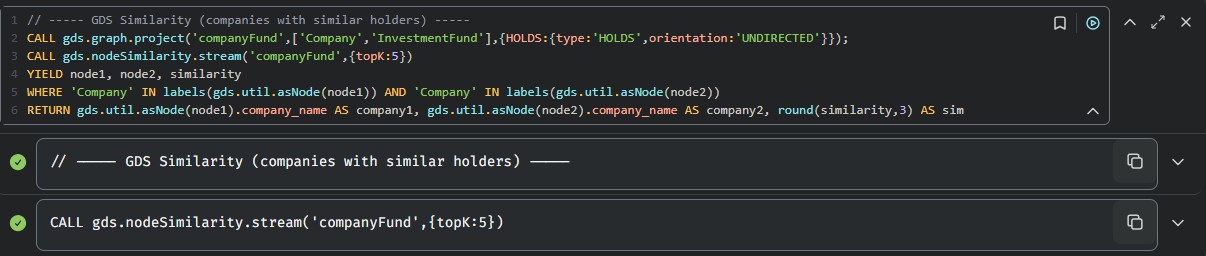 1 // ----- GDS Similarity (companies with similar holders) -----
2 CALL gds.graph.project('companyFund',['Company','InvestmentFund'],{HOLDS:{type:'HOLDS',orientation:'UNDIRECTED'}});
3 CALL gds.nodeSimilarity.stream('companyFund',{topK:5})
4 YIELD node1, node2, similarity
5 WHERE 'Company' IN labels(gds.util.asNode(node1)) AND 'Company' IN labels(gds.util.asNode(node2))
6 RETURN gds.util.asNode(node1).company_name AS company1, gds.util.asNode(node2).company_name AS company2, round(similarity,3) AS sim
// ----- GDS Similarity (companies with similar holders) -----
CALL gds.nodeSimilarity.stream('companyFund',{topK:5})